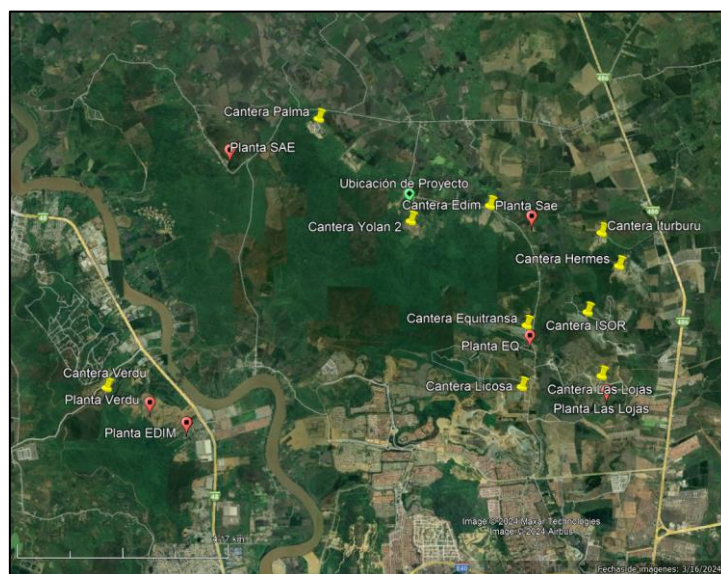 Cantera Palma
Planta SAE
Ubicación de Proyecto
Cantera Edim
Planta Sae
Cantera Yolan 2
Cantera Iturburu
Cantera Hermes
Cantera Equitransa
Cantera ISOR
Planta EQ
Cantera Verdu
Cantera Licosa
Cantera Las Lojas
Planta Verdu
Planta Las Lojas
Planta EDIM
Image © 2024 Maxar Technologies
Image © 2024 Airbus
Fechas de imágenes: 3/16/2024
E40